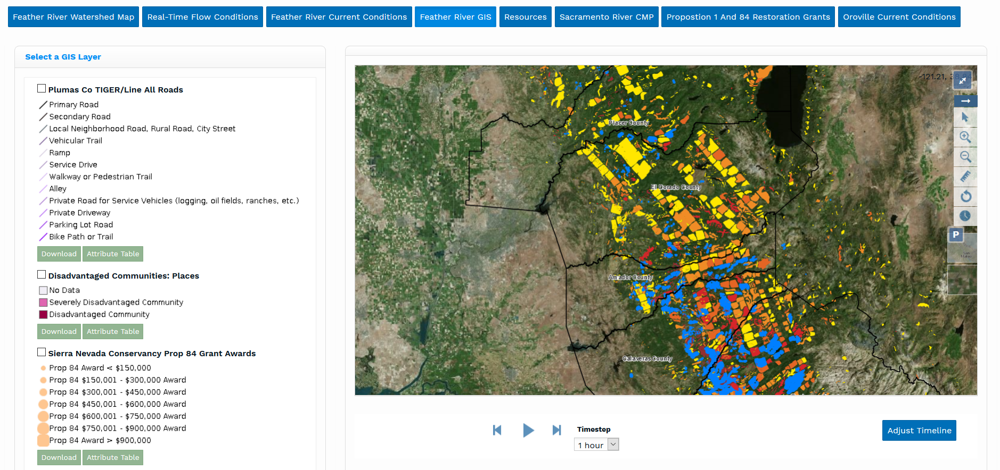 Feather River Watershed Map
Real-Time Flow Conditions
Feather River Current Conditions
Feather River GIS
Resources
Sacramento River CMP
Propostion 1 And 84 Restoration Grants
Oroville Current Conditions
Select a GIS Layer
Plumas Co TIGER/Line All Roads
Primary Road
Secondary Road
Local Neighborhood Road, Rural Road, City Street
Vehicular Trail
Ramp
Service Drive
Walkway or Pedestrian Trail
Alley
Private Road for Service Vehicles (logging, oil fields, ranches, etc.)
Private Driveway
Parking Lot Road
Bike Path or Trail
Download
Attribute Table
Disadvantaged Communities: Places
No Data
Severely Disadvantaged Community
Disadvantaged Community
Download
Attribute Table
Sierra Nevada Conservancy Prop 84 Grant Awards
Prop 84 Award < $150,000
Prop 84 $150,001 - $300,000 Award
Prop 84 $300,001 - $450,000 Award
Prop 84 $450,001 - $600,000 Award
Prop 84 $600,001 - $750,000 Award
Prop 84 $750,001 - $900,000 Award
Prop 84 Award > $900,000
Download
Attribute Table
-121.21,
Placer County
El Dorado County
Amador County
Calaveras County
P
Timestep
1 hour
Adjust Timeline